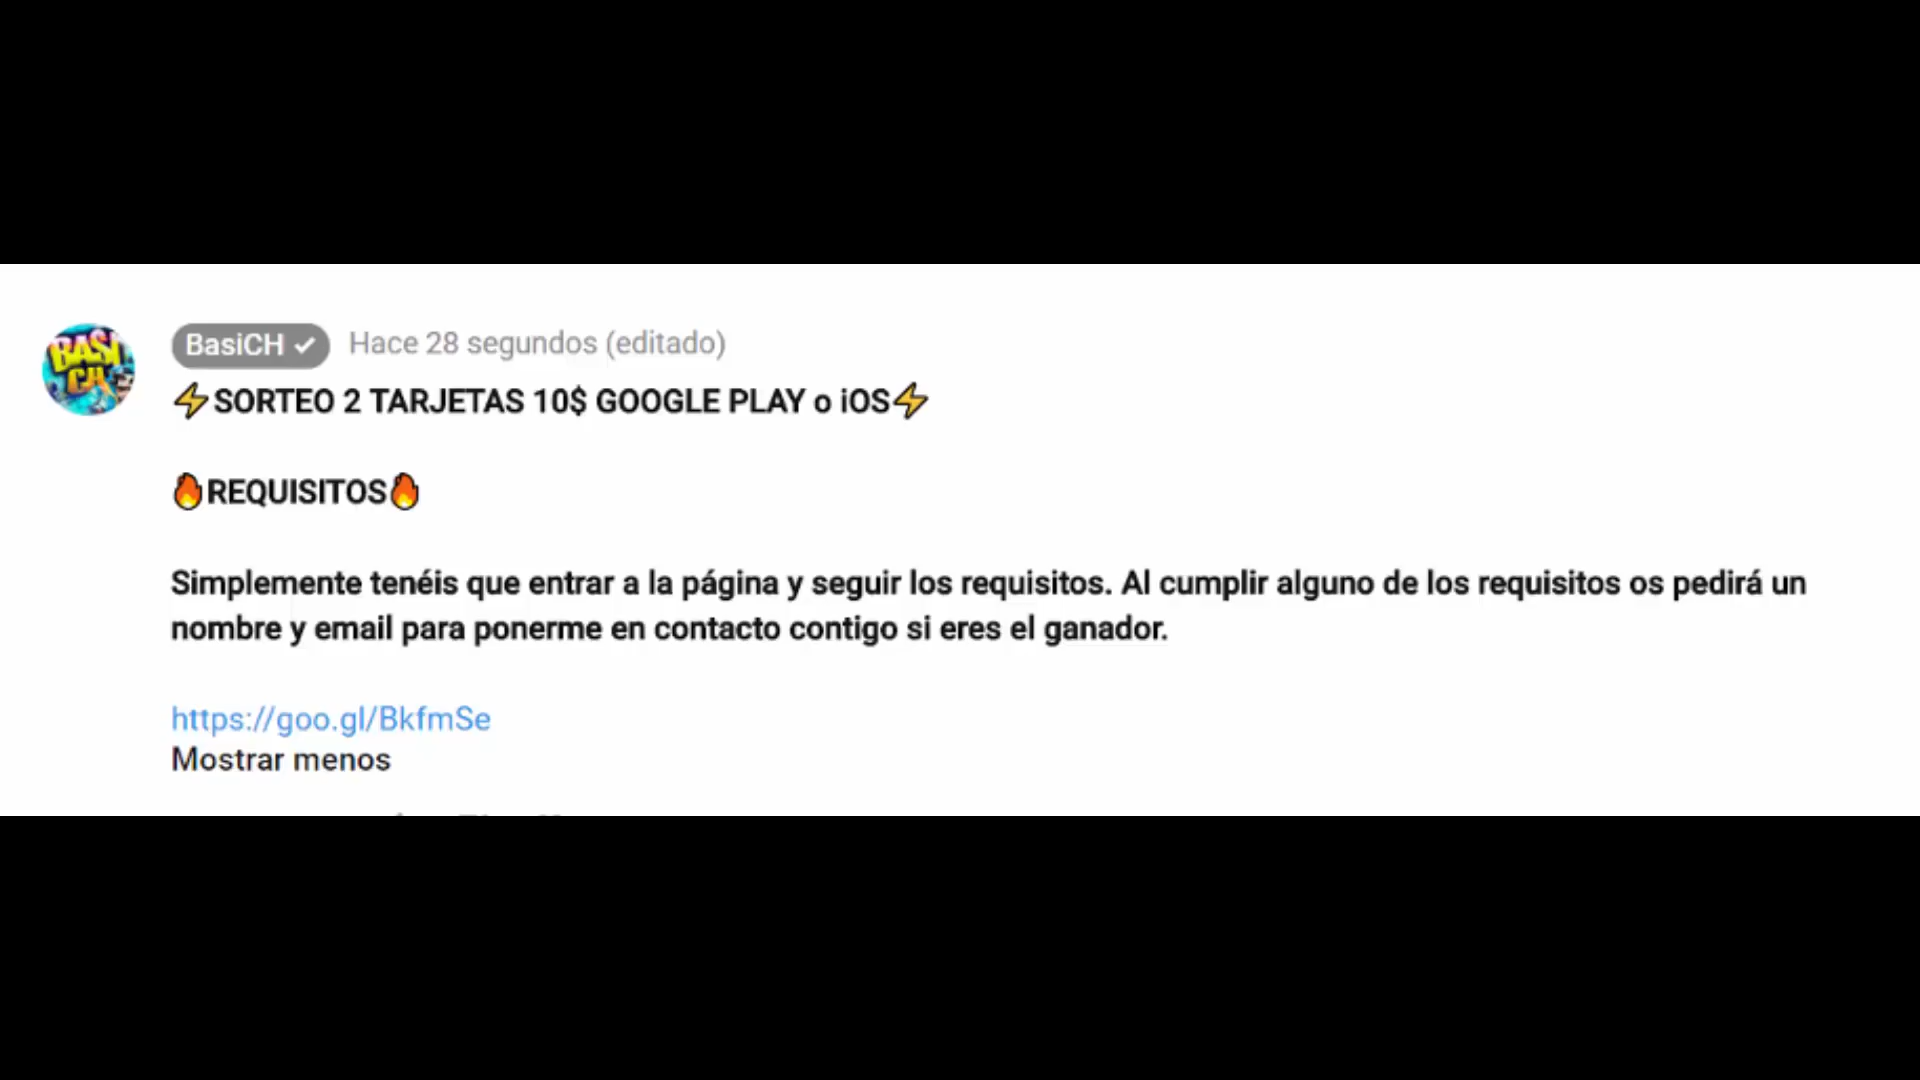 BASI
CH
BasiCH ✔ Hace 28 segundos (editado)
⚡SORTEO 2 TARJETAS 10$ GOOGLE PLAY o iOS⚡
🔥REQUISITOS🔥
Simplemente tenéis que entrar a la página y seguir los requisitos. Al cumplir alguno de los requisitos os pedirá un
nombre y email para ponerme en contacto contigo si eres el ganador.
https://goo.gl/BkfmSe
Mostrar menos